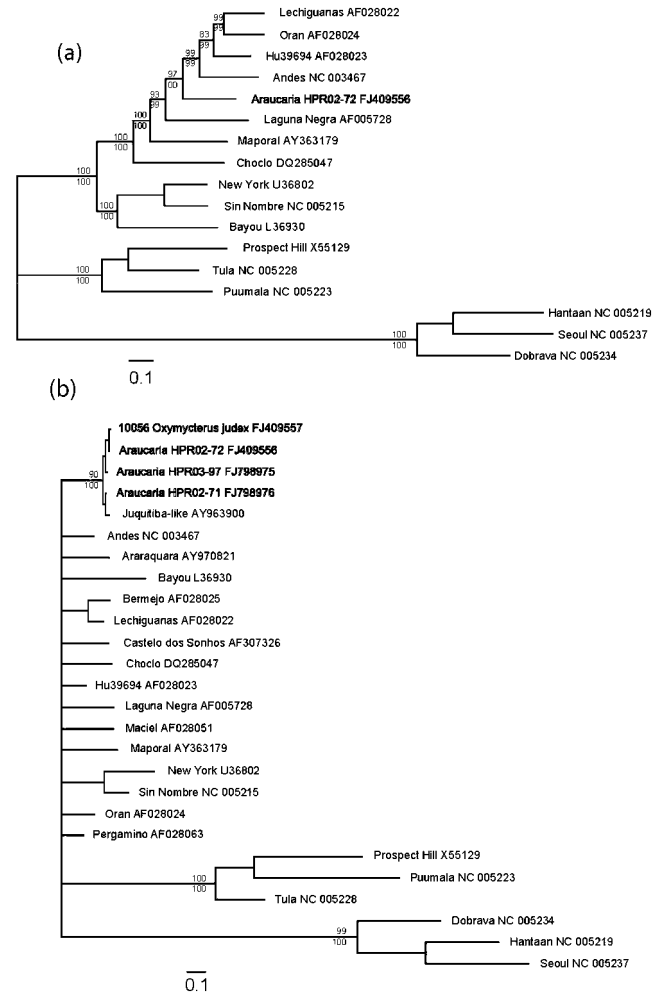 99
99
Lechiguanas AF028022
Oran AF028024
83
99
(a)
Hu39694 AF028023
99
99
Andes NC 003467
97
00
Araucaria HPR02-72 FJ409556
93
99
Laguna Negra AF005728
100
100
Maporal AY363179
100
100
Choclo DQ285047
New York U36802
Sin Nombre NC 005215
100
100
Bayou L36930
Prospect Hill X55129
100
100
Tula NC 005228
Puumala NC 005223
Hantaan NC 005219
100
100
Seoul NC 005237
Dobrava NC 005234
0.1
(b)
10056 Oxymycterus judex FJ409557
Araucaria HPR02-72 FJ409556
90
100
Araucaria HPR03-97 FJ798975
Araucaria HPR02-71 FJ798976
Juquitiba-like AY963900
Andes NC 003467
Araraquara AY970821
Bayou L36930
Bermejo AF028025
Lechiguanas AF028022
Castelo dos Sonhos AF307326
Choclo DQ285047
Hu39694 AF028023
Laguna Negra AF005728
Maciel AF028051
Maporal AY363179
New York U36802
Sin Nombre NC 005215
Oran AF028024
Pergamino AF028063
Prospect Hill X55129
100
100
Puumala NC 005223
Tula NC 005228
Dobrava NC 005234
99
100
Hantaan NC 005219
Seoul NC 005237
0.1